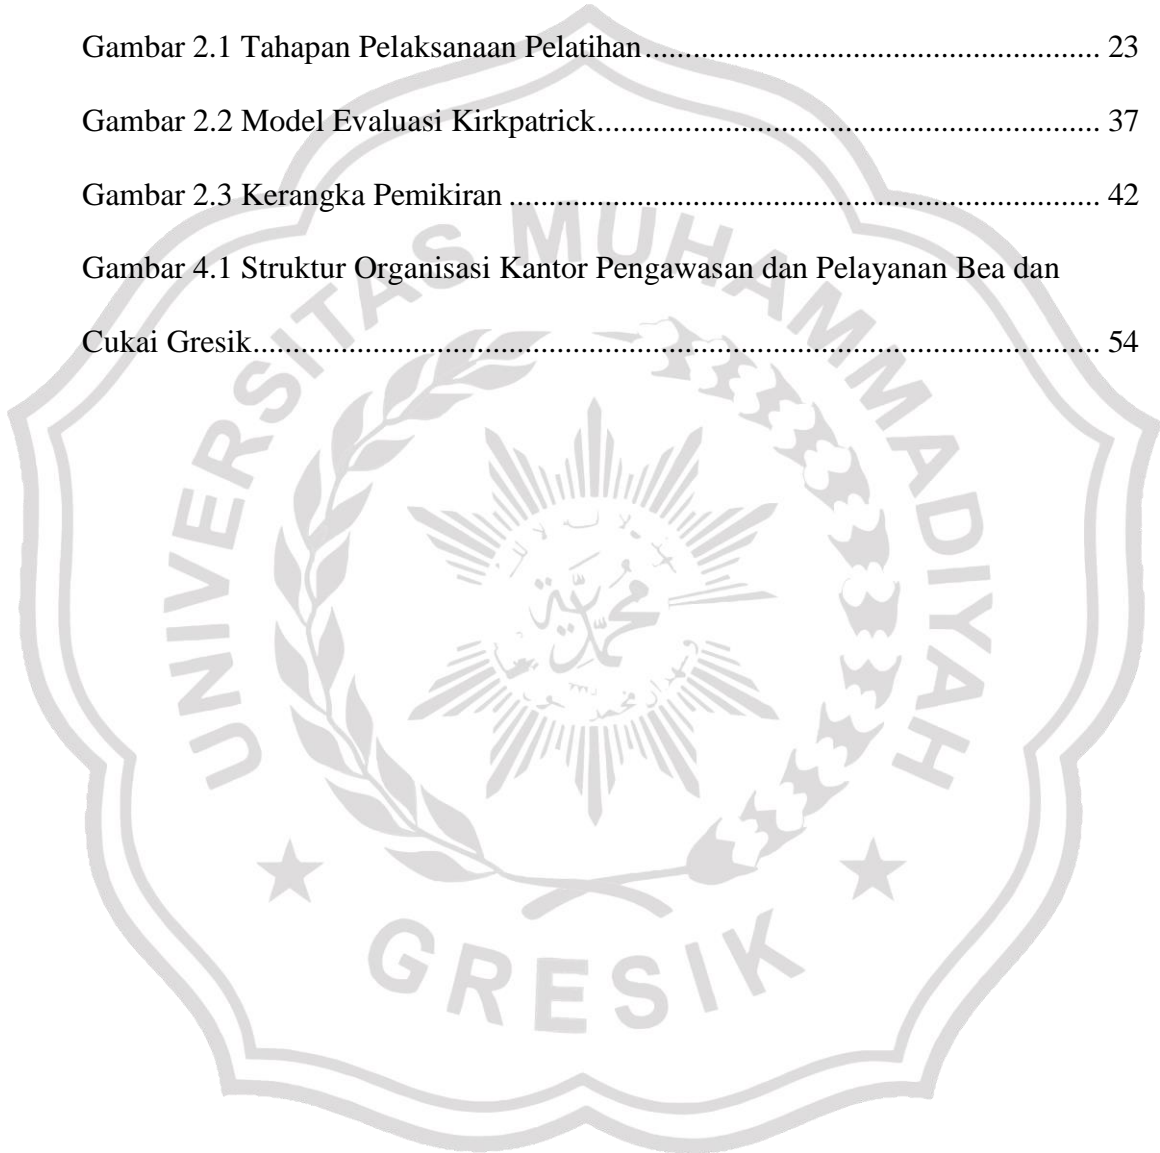 Gambar 2.1 Tahapan Pelaksanaan Pelatihan.......................................................... 23
Gambar 2.2 Model Evaluasi Kirkpatrick................................................................ 37
Gambar 2.3 Kerangka Pemikiran ........................................................................... 42
Gambar 4.1 Struktur Organisasi Kantor Pengawasan dan Pelayanan Bea dan
Cukai Gresik............................................................................................................ 54
UNIVERSITAS MUHAMMADIYAH
GRESIK